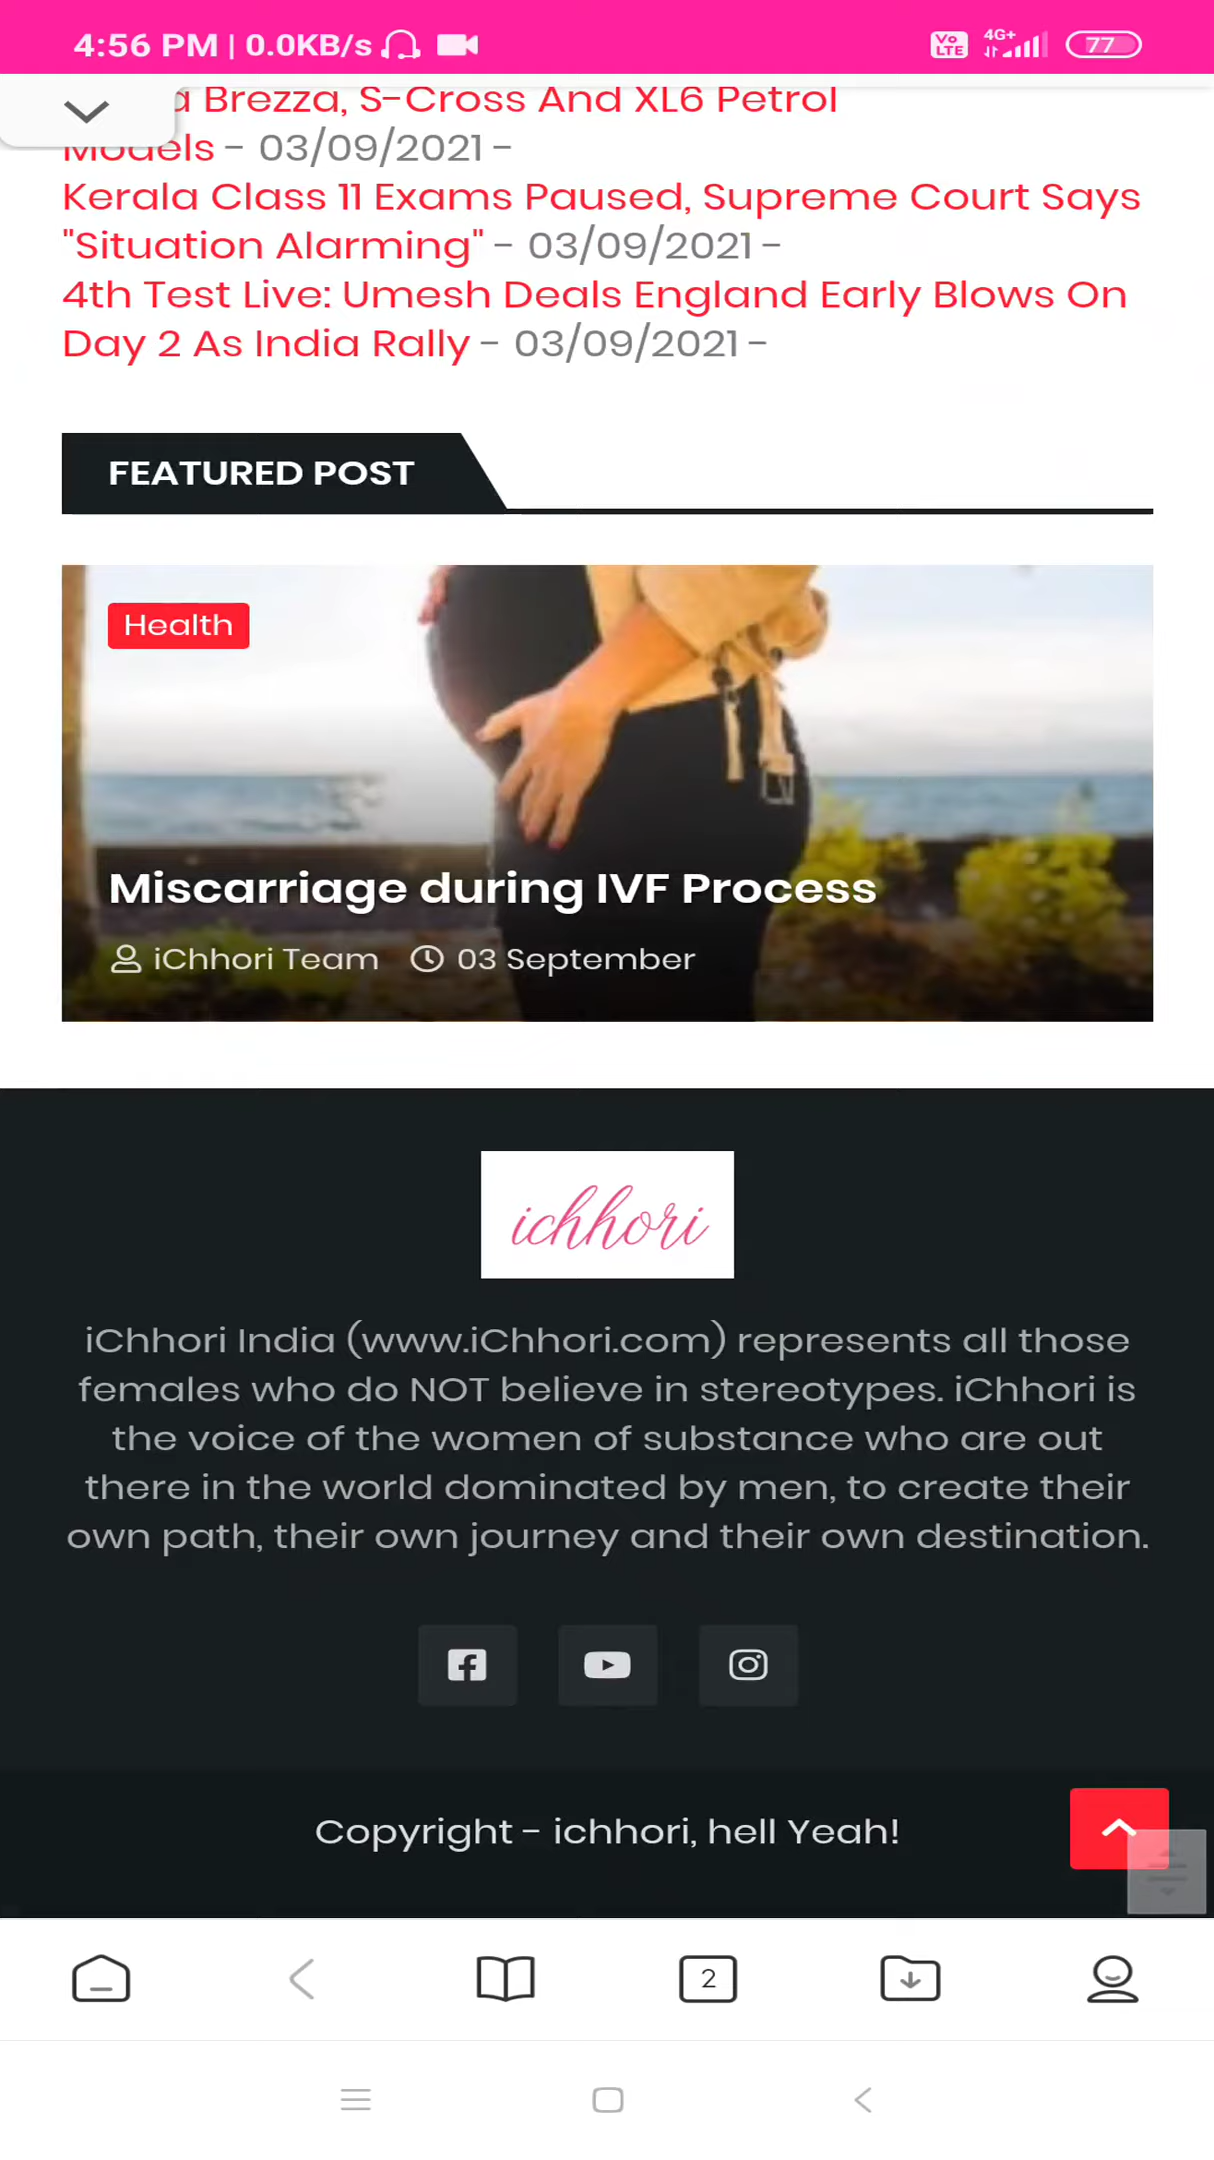 4:56 PM | 0.0KB/s
Vo LTE 4G+ 77
Brezza, S-Cross And XL6 Petrol
Models - 03/09/2021 -
Kerala Class 11 Exams Paused, Supreme Court Says
"Situation Alarming" - 03/09/2021 -
4th Test Live: Umesh Deals England Early Blows On
Day 2 As India Rally - 03/09/2021 -
FEATURED POST
Health
Miscarriage during IVF Process
iChhori Team 03 September
ichhori
iChhori India (www.iChhori.com) represents all those
females who do NOT believe in stereotypes. iChhori is
the voice of the women of substance who are out
there in the world dominated by men, to create their
own path, their own journey and their own destination.
Copyright - ichhori, hell Yeah!
2